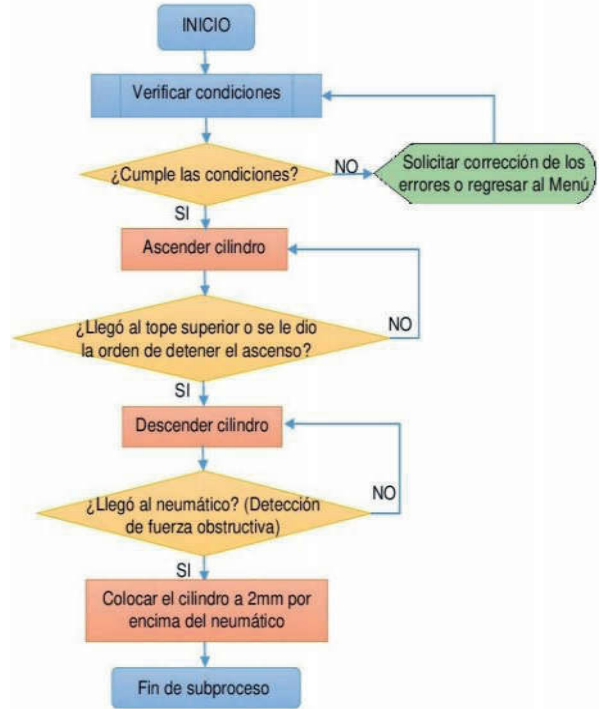 INICIO
Verificar condiciones
¿Cumple las condiciones?
NO
Solicitar corrección de los
errores o regresar al Menú
SI
Ascender cilindro
¿Llegó al tope superior o se le dio
la orden de detener el ascenso?
NO
SI
Descender cilindro
¿Llegó al neumático? (Detección
de fuerza obstructiva)
NO
SI
Colocar el cilindro a 2mm por
encima del neumático
Fin de subproceso